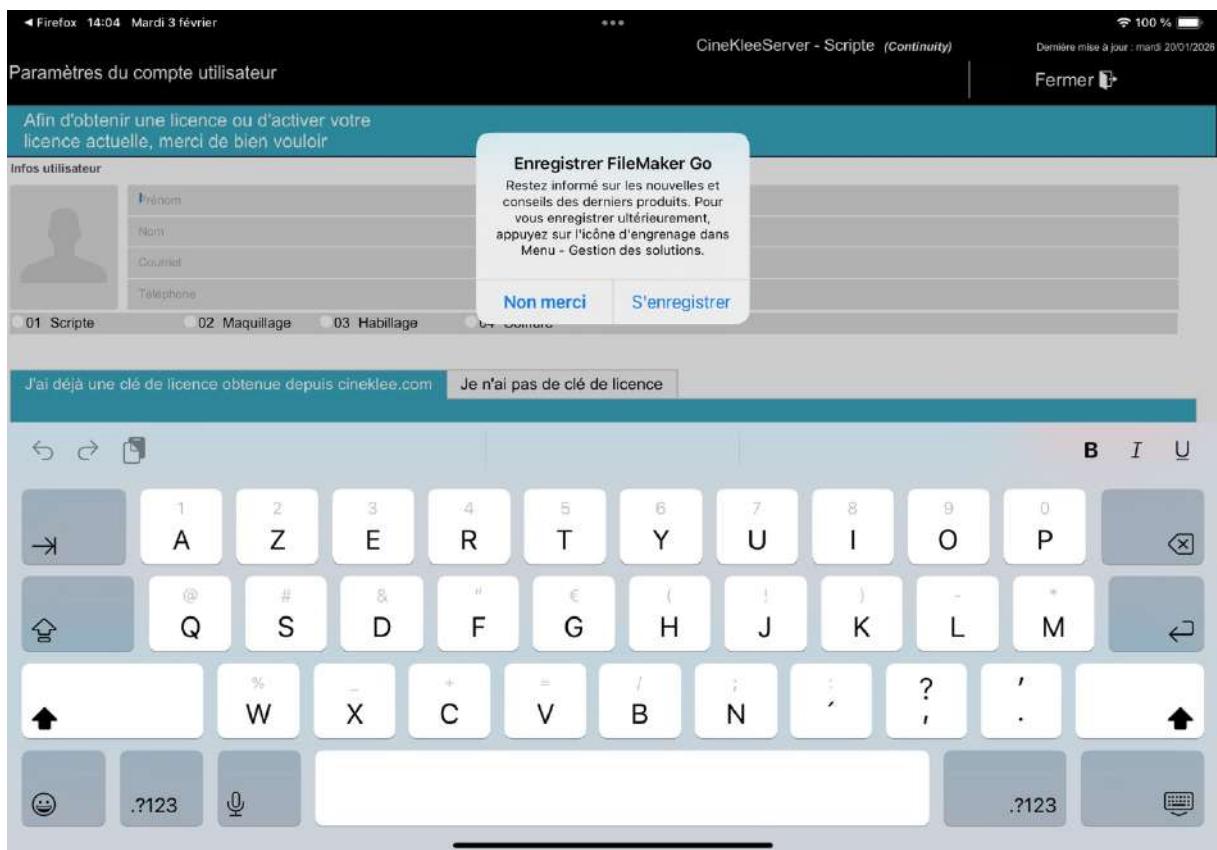 ◀ Firefox 14:04 Mardi 3 février
100 %
CineKleeServer - Scripte (Continuity)
Dernière mise à jour : mardi 20/01/2026
Paramètres du compte utilisateur
Fermer
Afin d'obtenir une licence ou d'activer votre
licence actuelle, merci de bien vouloir
Infos utilisateur
Prénom
Nom
Courriel
Téléphone
01 Scripte 02 Maquillage 03 Habillage 04 Coiffure
Enregistrer FileMaker Go
Restez informé sur les nouvelles et
conseils des derniers produits. Pour
vous enregistrer ultérieurement,
appuyez sur l'icône d'engrenage dans
Menu - Gestion des solutions.
Non merci S'enregistrer
J'ai déjà une clé de licence obtenue depuis cineklee.com Je n'ai pas de clé de licence
B I U
1 2 3 4 5 6 7 8 9 0
A Z E R T Y U I O P
@ # & " € ( ! ) - *
Q S D F G H J K L M
% _ + = / ; : ? '
W X C V B N ´ , .
.?123 .?123